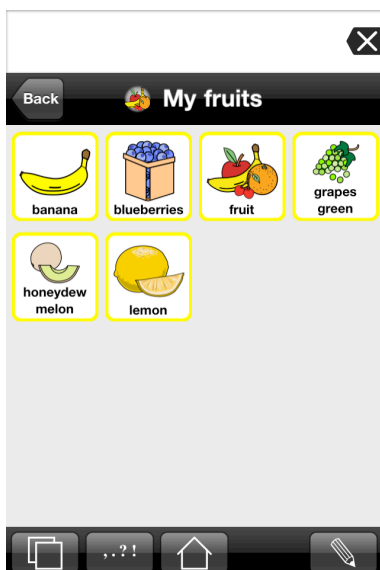 Back
My fruits
banana
blueberries
fruit
grapes
green
honeydew
melon
lemon
,.?!